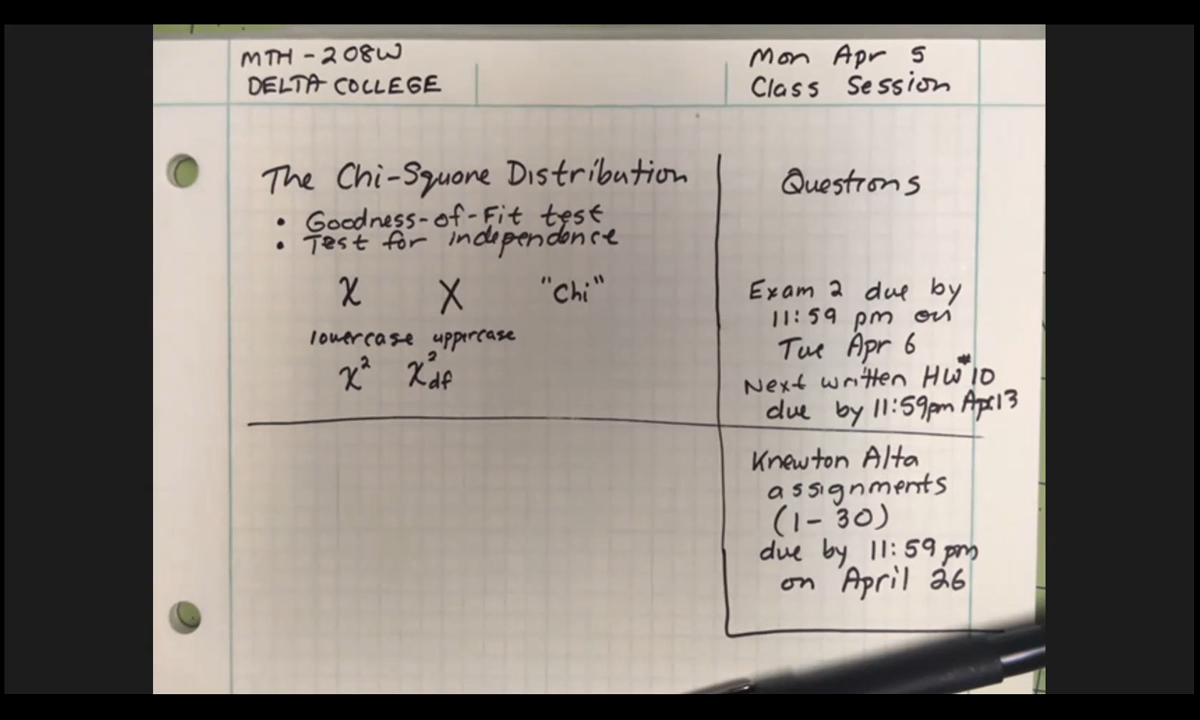 MTH - 208W
DELTA COLLEGE
Mon Apr 5
Class Session
The Chi-Square Distribution
• Goodness-of-Fit test
• Test for independence
χ X "Chi"
lowercase uppercase
χ² χ²df
Questions
Exam 2 due by
11:59 pm on
Tue Apr 6
Next written HW #10
due by 11:59pm Apr 13
Knewton Alta
assignments
(1 - 30)
due by 11:59 pm
on April 26